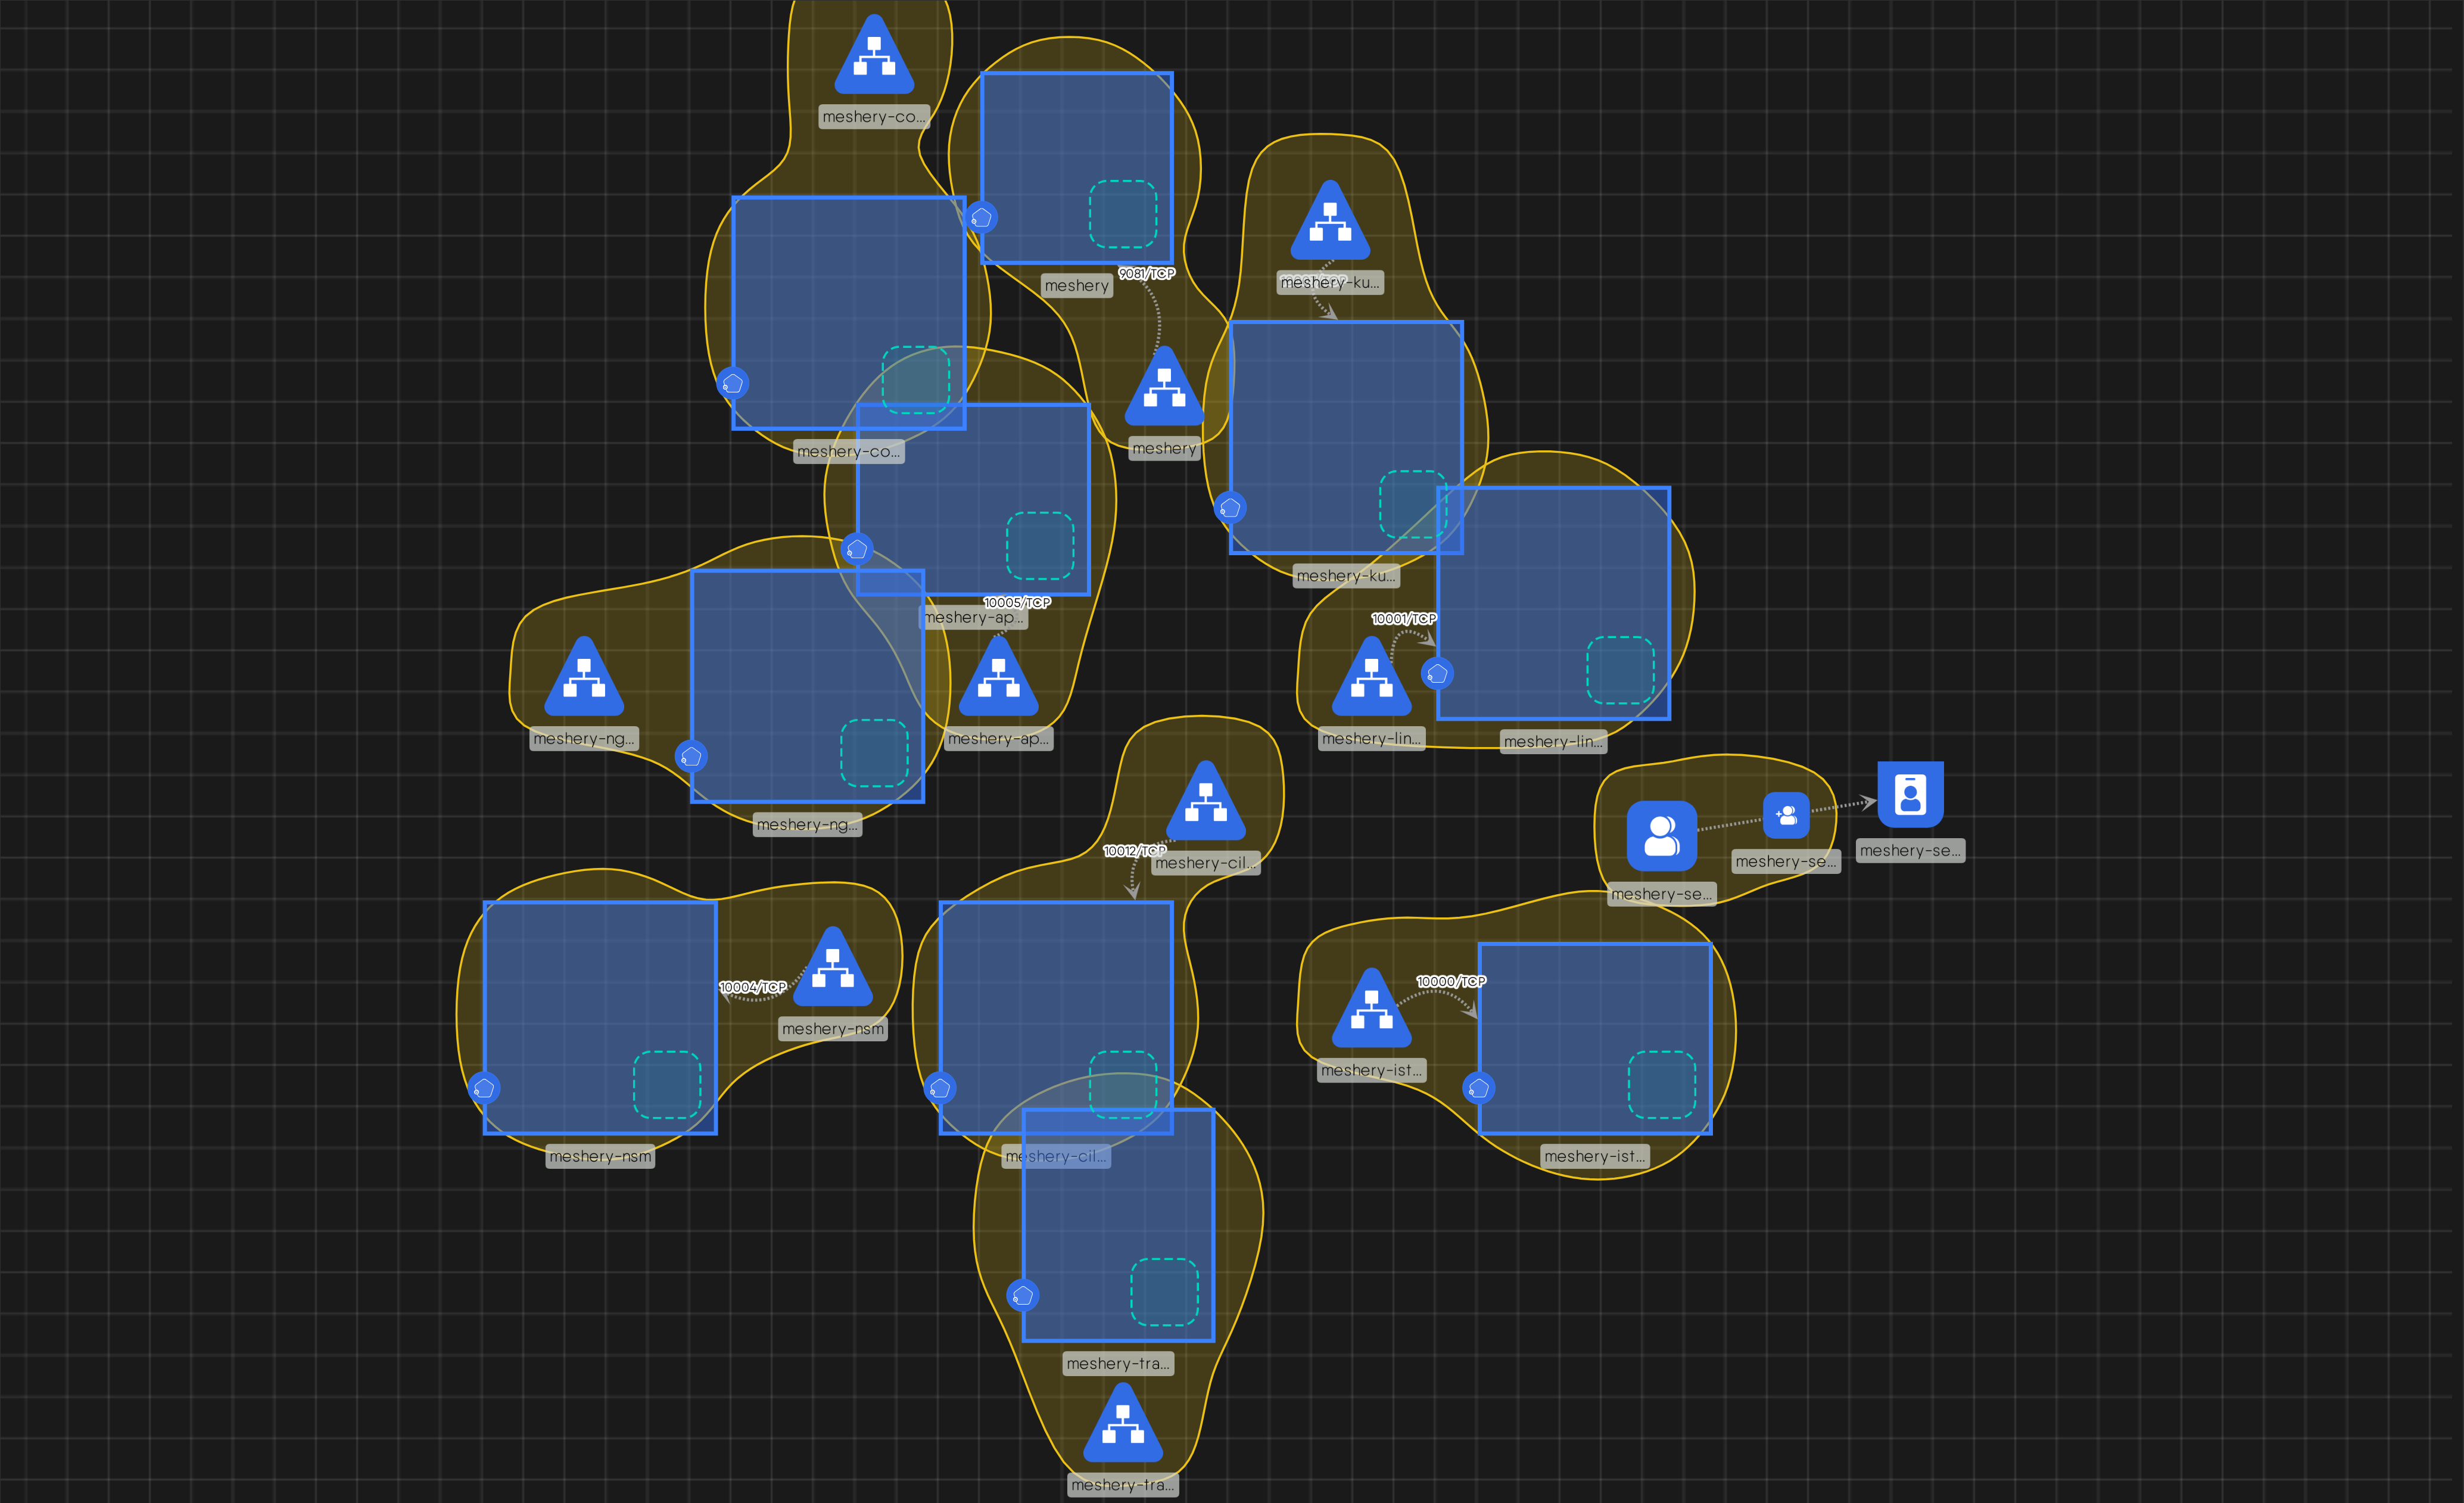 meshery-co...
meshery
9081/TCP
meshery-ku...
meshery-co...
meshery
meshery-ku...
10005/TCP
meshery-ap...
10001/TCP
meshery-ng...
meshery-ap...
meshery-lin...
meshery-lin...
meshery-ng...
10012/TCP
meshery-cil...
meshery-se...
meshery-se...
meshery-se...
10004/TCP
10000/TCP
meshery-nsm
meshery-ist...
meshery-nsm
meshery-cil...
meshery-ist...
meshery-tra...
meshery-tra...